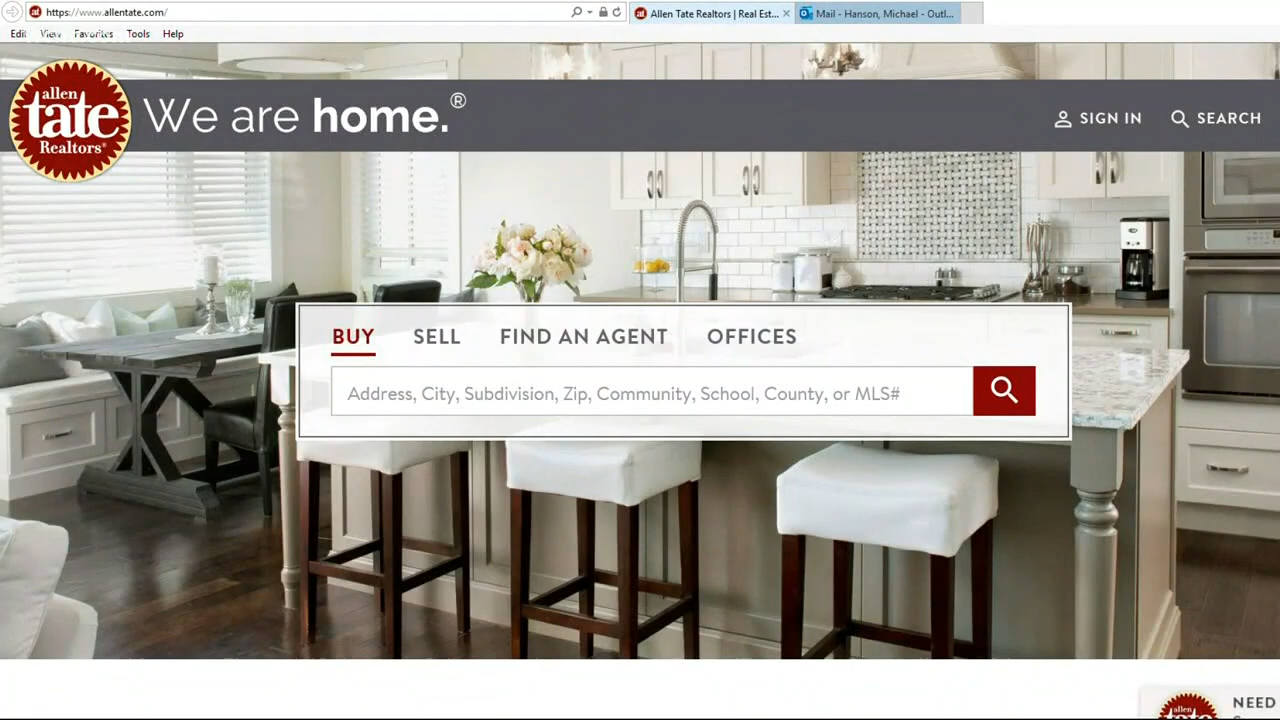 https://www.allentate.com/
Allen Tate Realtors | Real Est...
Mail - Hanson, Michael - Outl...
Edit View Favorites Tools Help
allen
tate
Realtors®
We are home.®
SIGN IN
SEARCH
BUY SELL FIND AN AGENT OFFICES
Address, City, Subdivision, Zip, Community, School, County, or MLS#
allen
NEED